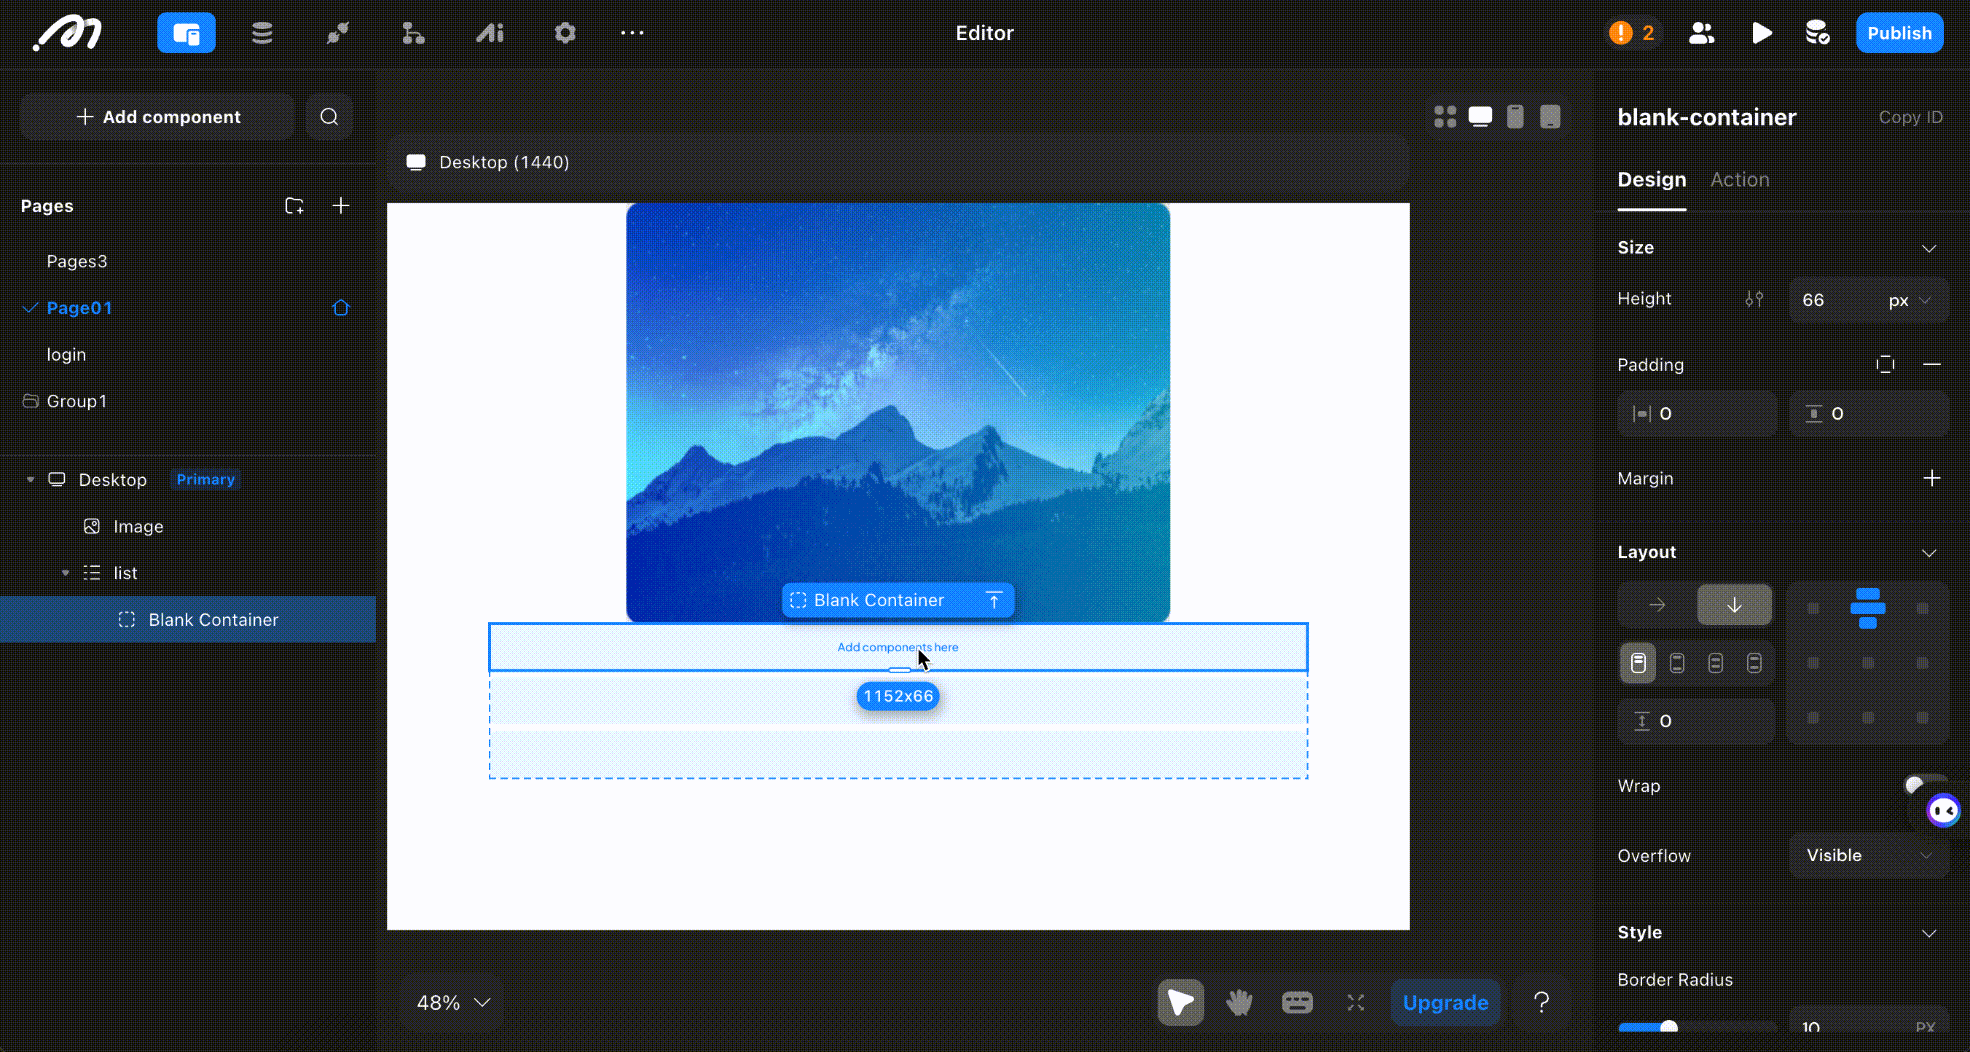 Ai
Editor
2
Publish
Add component
Pages
Pages3
Page01
login
Group1
Desktop Primary
Image
list
Blank Container
Desktop (1440)
Blank Container
Add components here
1152x66
48%
Upgrade
?
blank-container
Copy ID
Design
Action
Size
Height
66 px
Padding
0
0
Margin
Layout
0
Wrap
Overflow
Visible
Style
Border Radius
10 PX